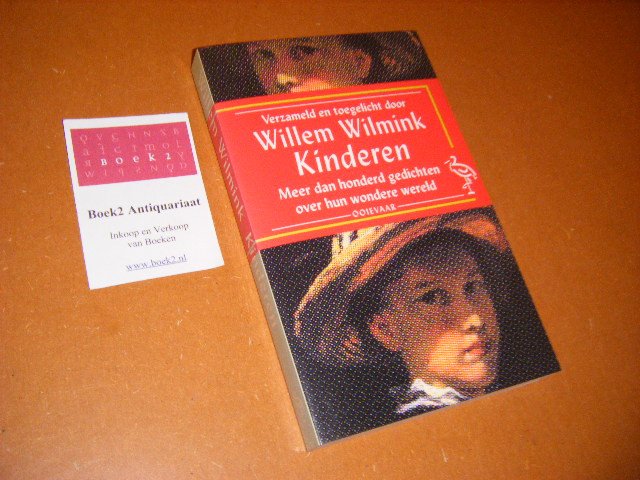 QVCHNSB
BOEK2
Boek2 Antiquariaat
Inkoop en Verkoop
van Boeken
www.boek2.nl
Verzameld en toegelicht door
Willem Wilmink
Kinderen
Meer dan honderd gedichten
over hun wondere wereld
OOIEVAAR
Wilmink